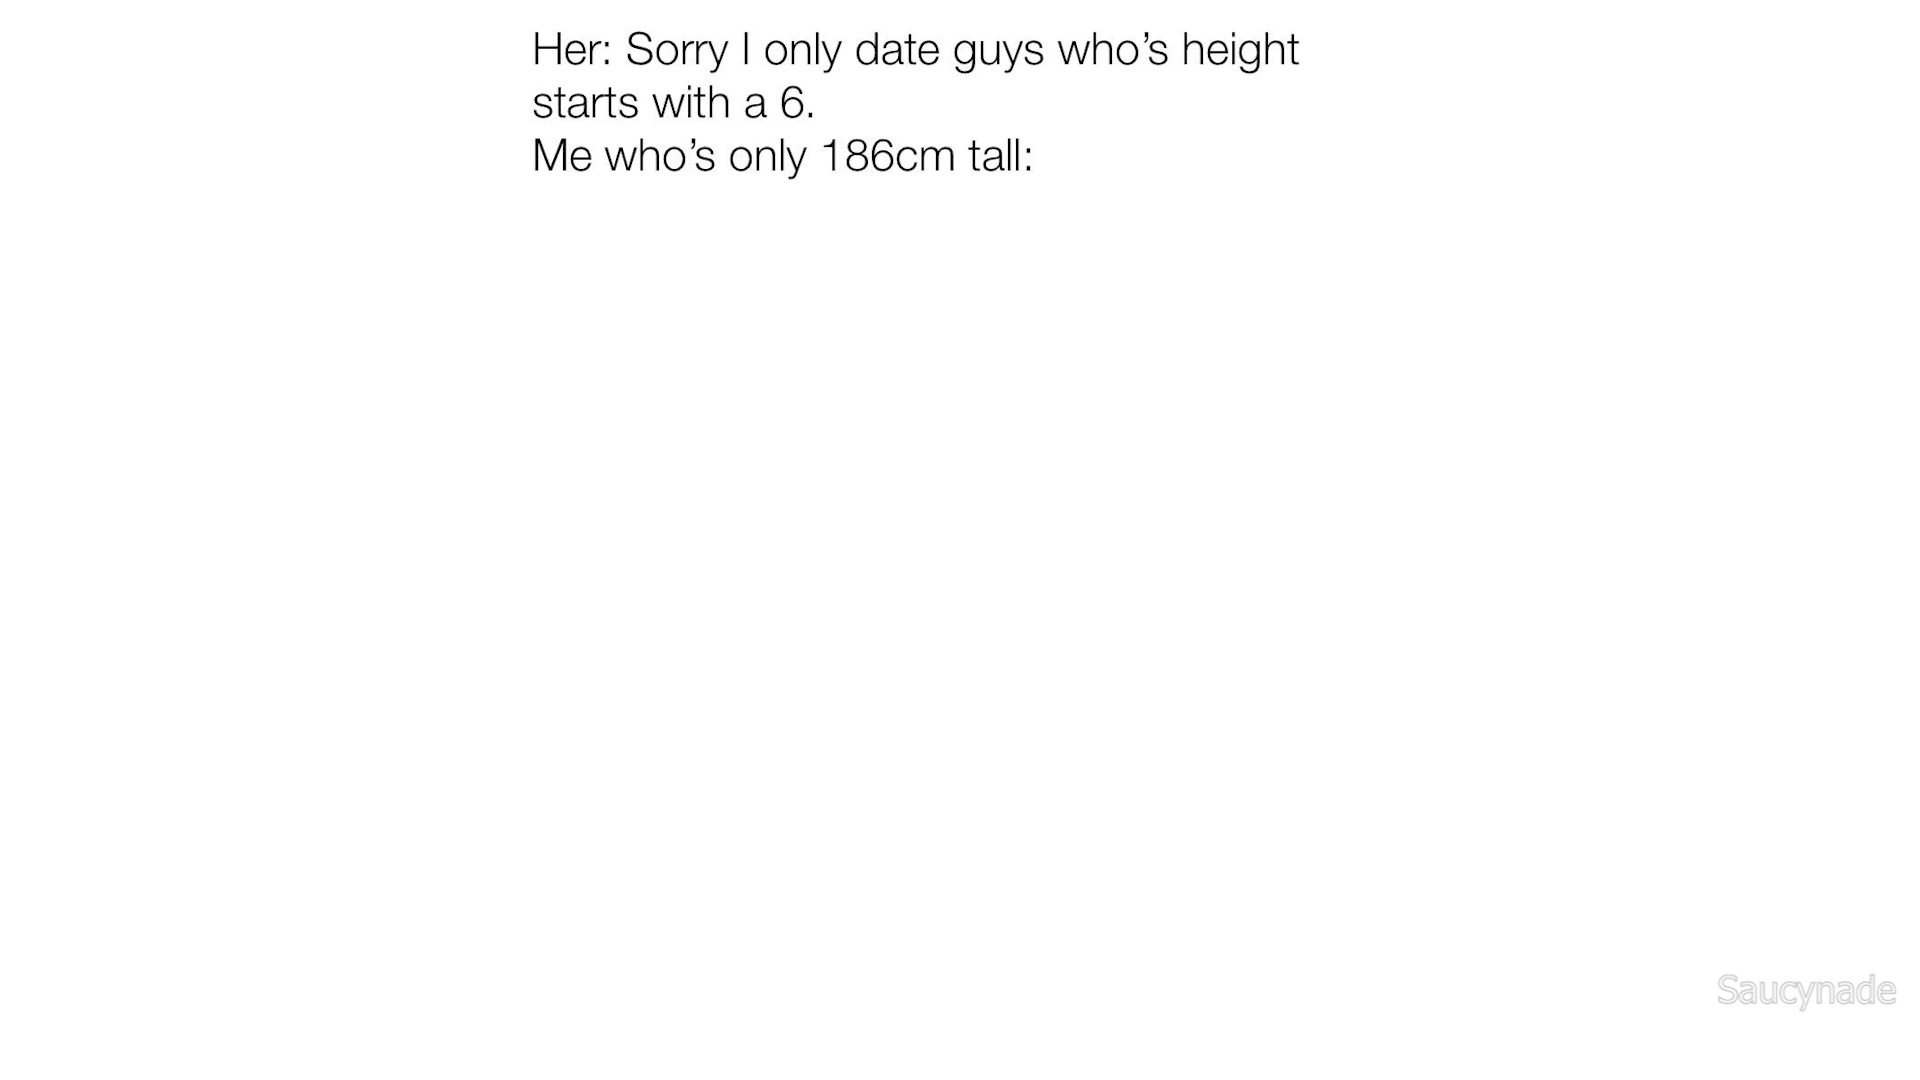 Her: Sorry I only date guys who’s height
starts with a 6.
Me who’s only 186cm tall:
Saucynade